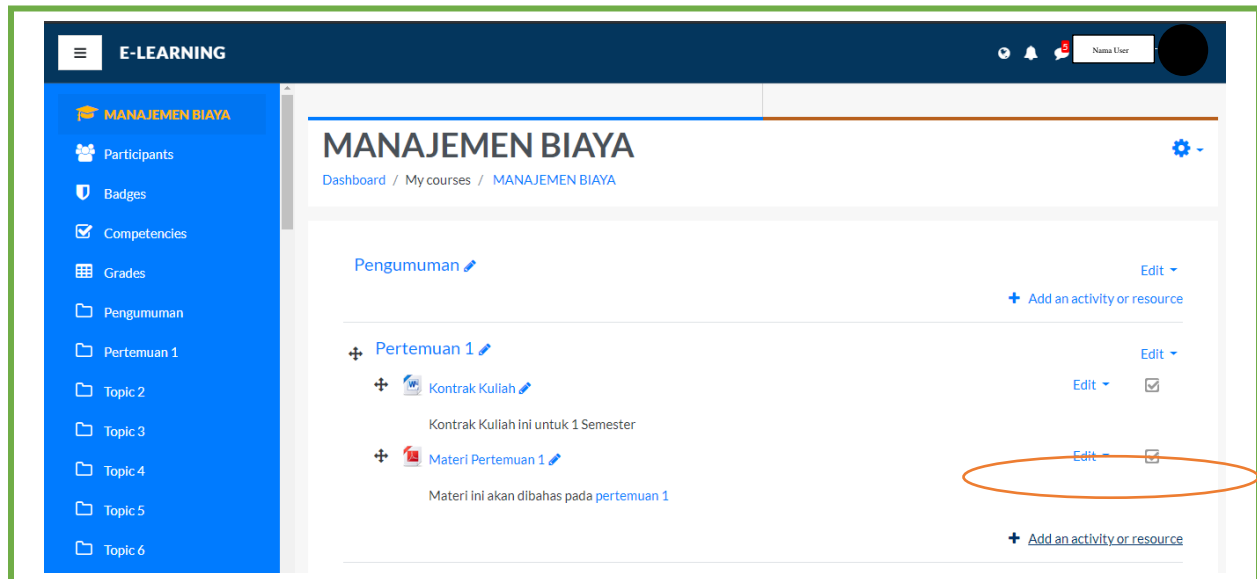 E-LEARNING
5
Nama User
MANAJEMEN BIAYA
Participants
Badges
Competencies
Grades
Pengumuman
Pertemuan 1
Topic 2
Topic 3
Topic 4
Topic 5
Topic 6
MANAJEMEN BIAYA
Dashboard / My courses / MANAJEMEN BIAYA
Pengumuman
Edit
+ Add an activity or resource
Pertemuan 1
Edit
Kontrak Kuliah
Edit
Kontrak Kuliah ini untuk 1 Semester
Materi Pertemuan 1
Edit
Materi ini akan dibahas pada pertemuan 1
+ Add an activity or resource